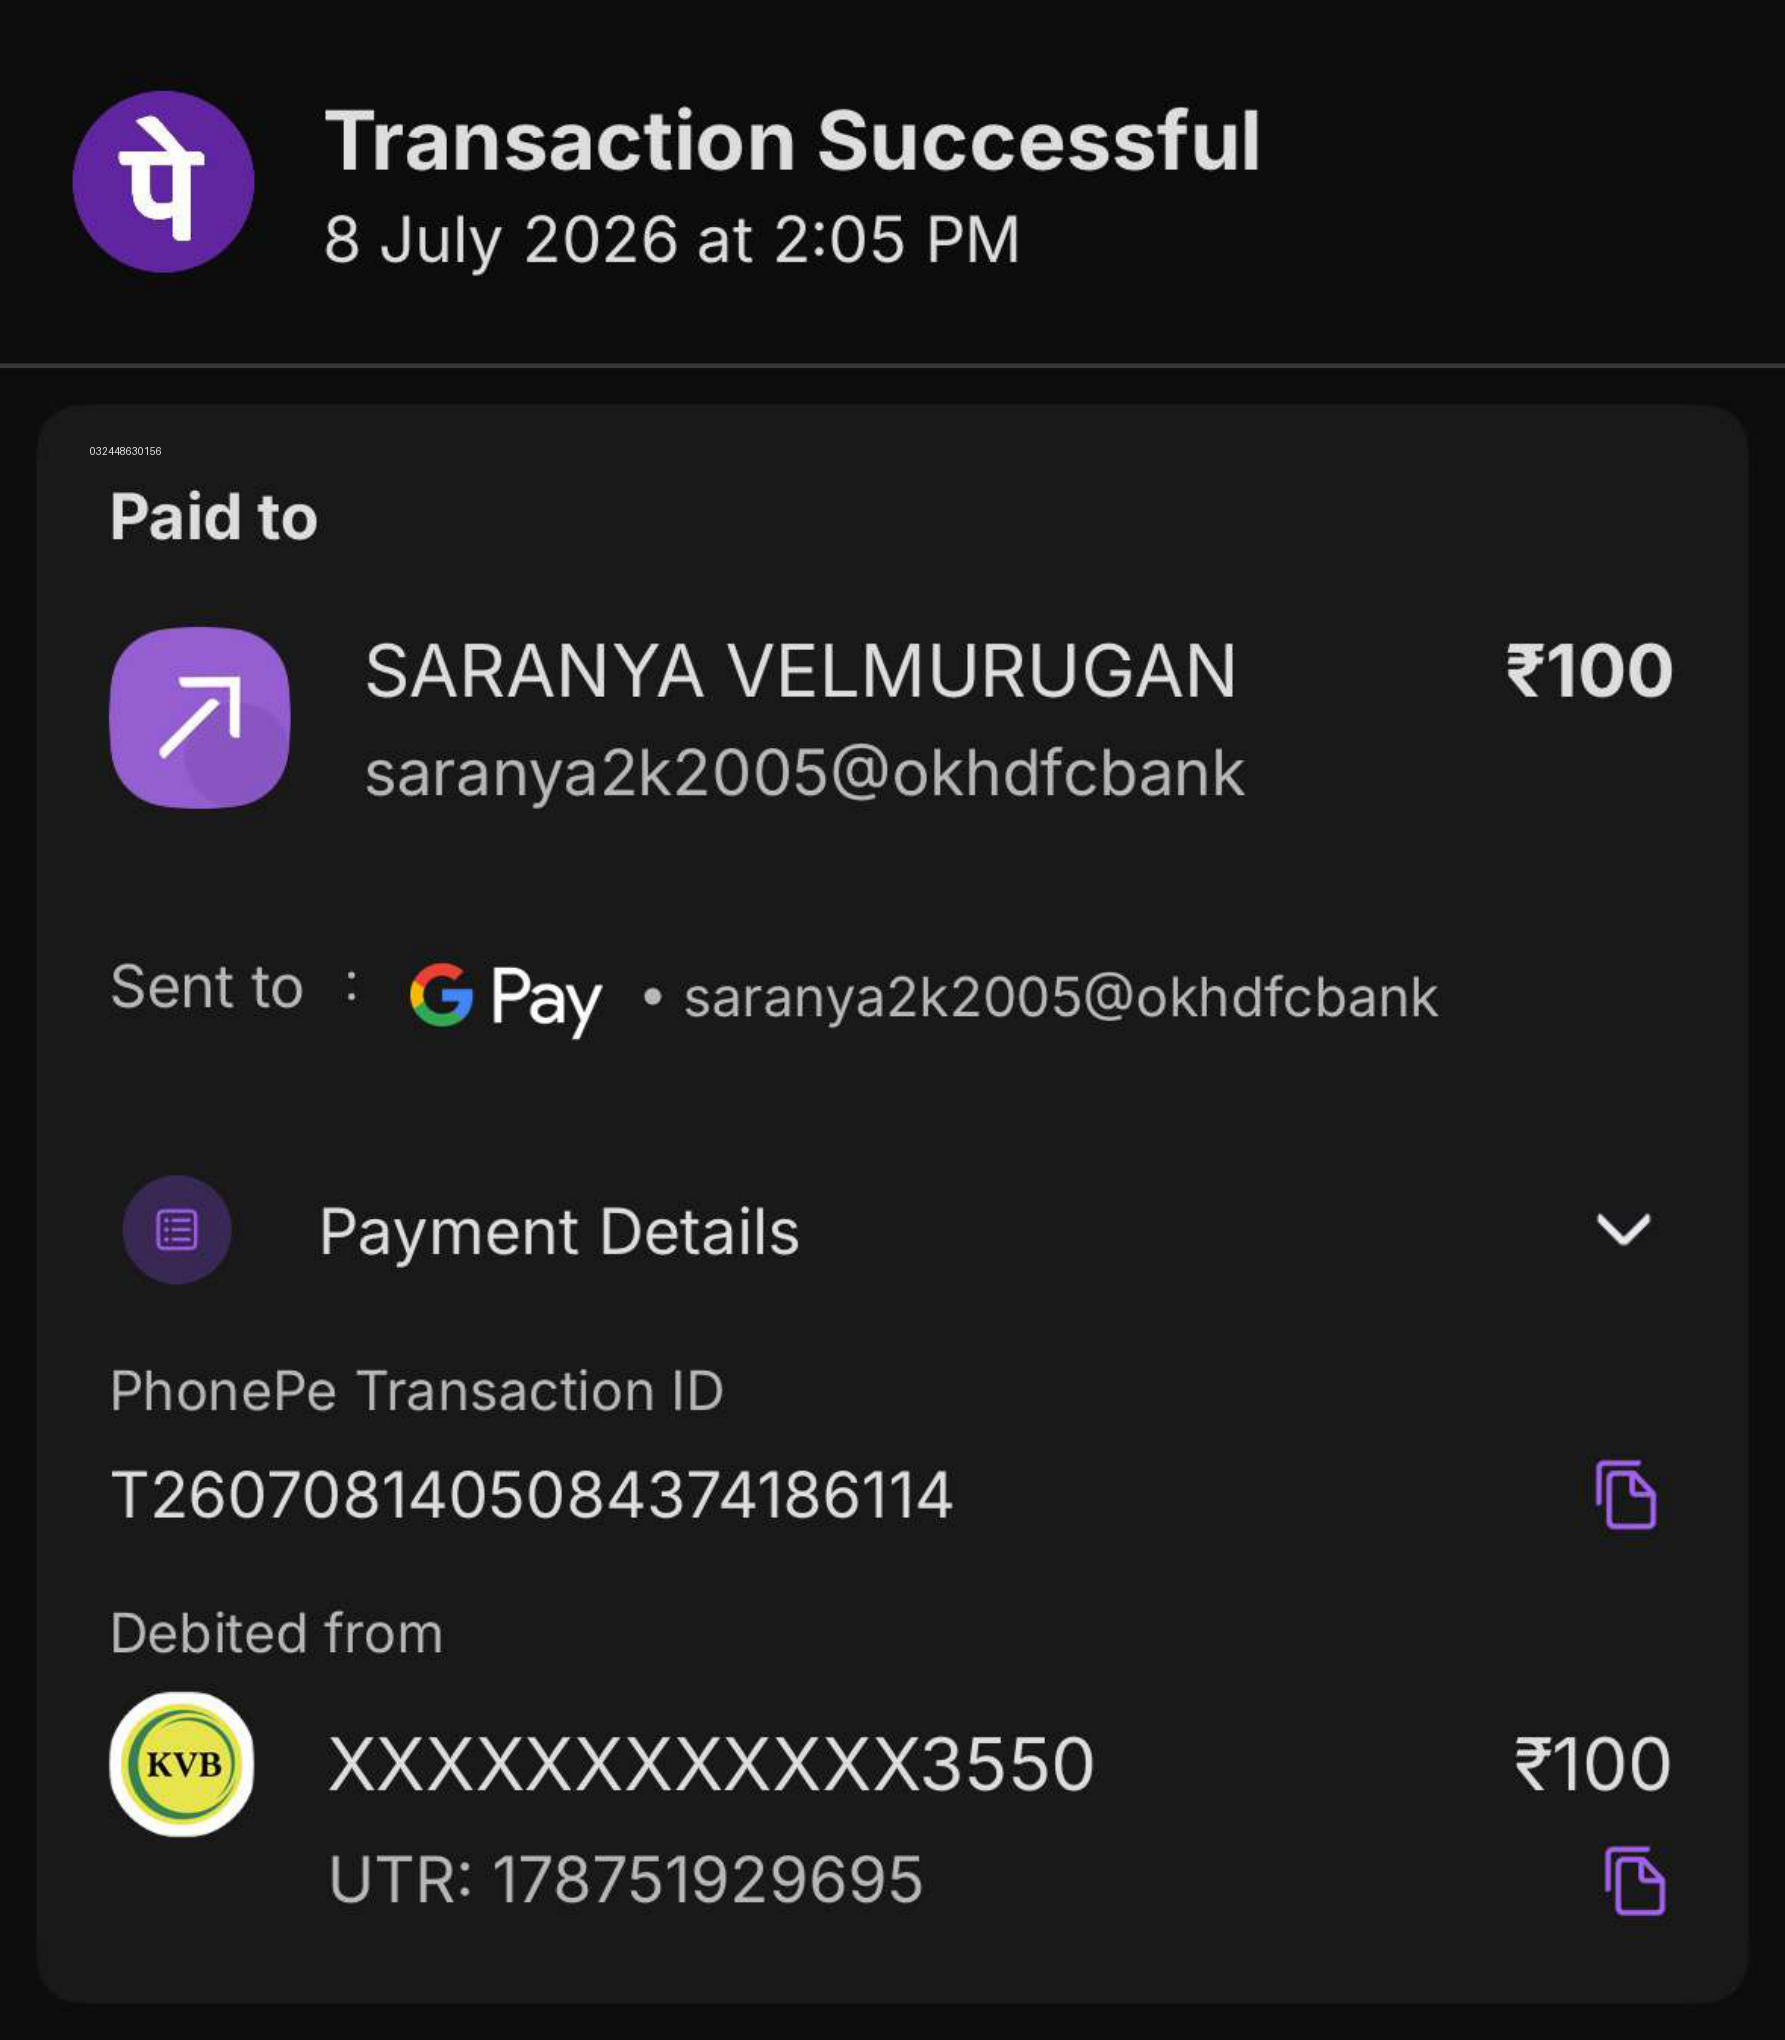 पे
Transaction Successful
8 July 2026 at 2:05 PM
032448630156
Paid to
SARANYA VELMURUGAN ₹100
saranya2k2005@okhdfcbank
Sent to : G Pay • saranya2k2005@okhdfcbank
Payment Details
PhonePe Transaction ID
T2607081405084374186114
Debited from
KVB XXXXXXXXXXXX3550 ₹100
UTR: 178751929695